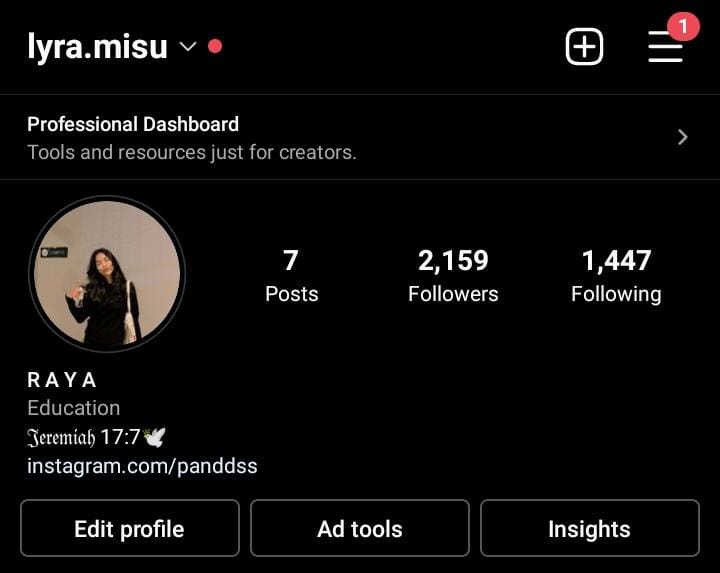 lyra.misu
1
Professional Dashboard
Tools and resources just for creators.
7
Posts
2,159
Followers
1,447
Following
R A Y A
Education
𝔍𝔢𝔯𝔢𝔪𝔦𝔞𝔥 17:7🕊️
instagram.com/panddss
Edit profile
Ad tools
Insights